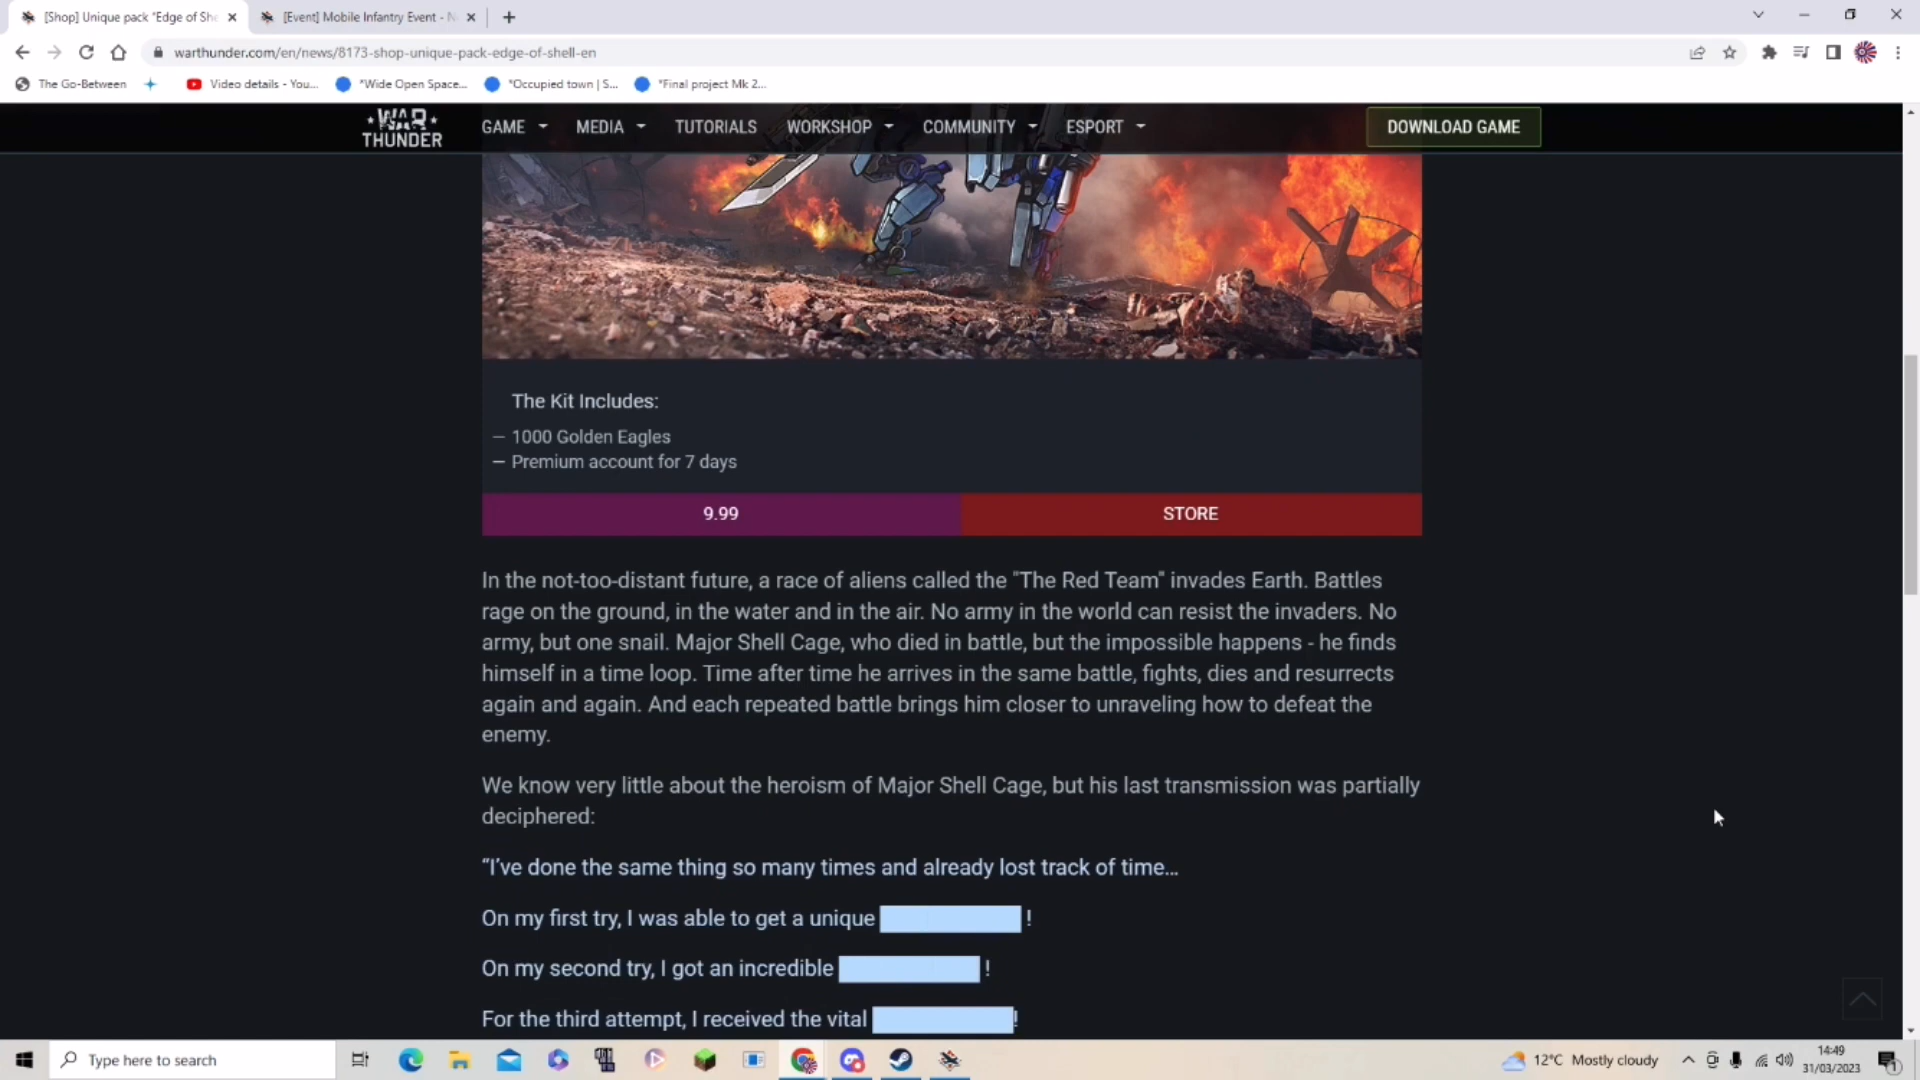 [Shop] Unique pack "Edge of She
[Event] Mobile Infantry Event - N
warthunder.com/en/news/8173-shop-unique-pack-edge-of-shell-en
The Go-Between
Video details - You...
*Wide Open Space...
*Occupied town | S...
*Final project Mk 2...
WAR THUNDER
GAME
MEDIA
TUTORIALS
WORKSHOP
COMMUNITY
ESPORT
DOWNLOAD GAME
The Kit Includes:
— 1000 Golden Eagles
— Premium account for 7 days
9.99
STORE
In the not-too-distant future, a race of aliens called the "The Red Team" invades Earth. Battles
rage on the ground, in the water and in the air. No army in the world can resist the invaders. No
army, but one snail. Major Shell Cage, who died in battle, but the impossible happens - he finds
himself in a time loop. Time after time he arrives in the same battle, fights, dies and resurrects
again and again. And each repeated battle brings him closer to unraveling how to defeat the
enemy.
We know very little about the heroism of Major Shell Cage, but his last transmission was partially
deciphered:
“I’ve done the same thing so many times and already lost track of time…
On my first try, I was able to get a unique !
On my second try, I got an incredible !
For the third attempt, I received the vital !
Type here to search
12°C Mostly cloudy
14:49
31/03/2023
1